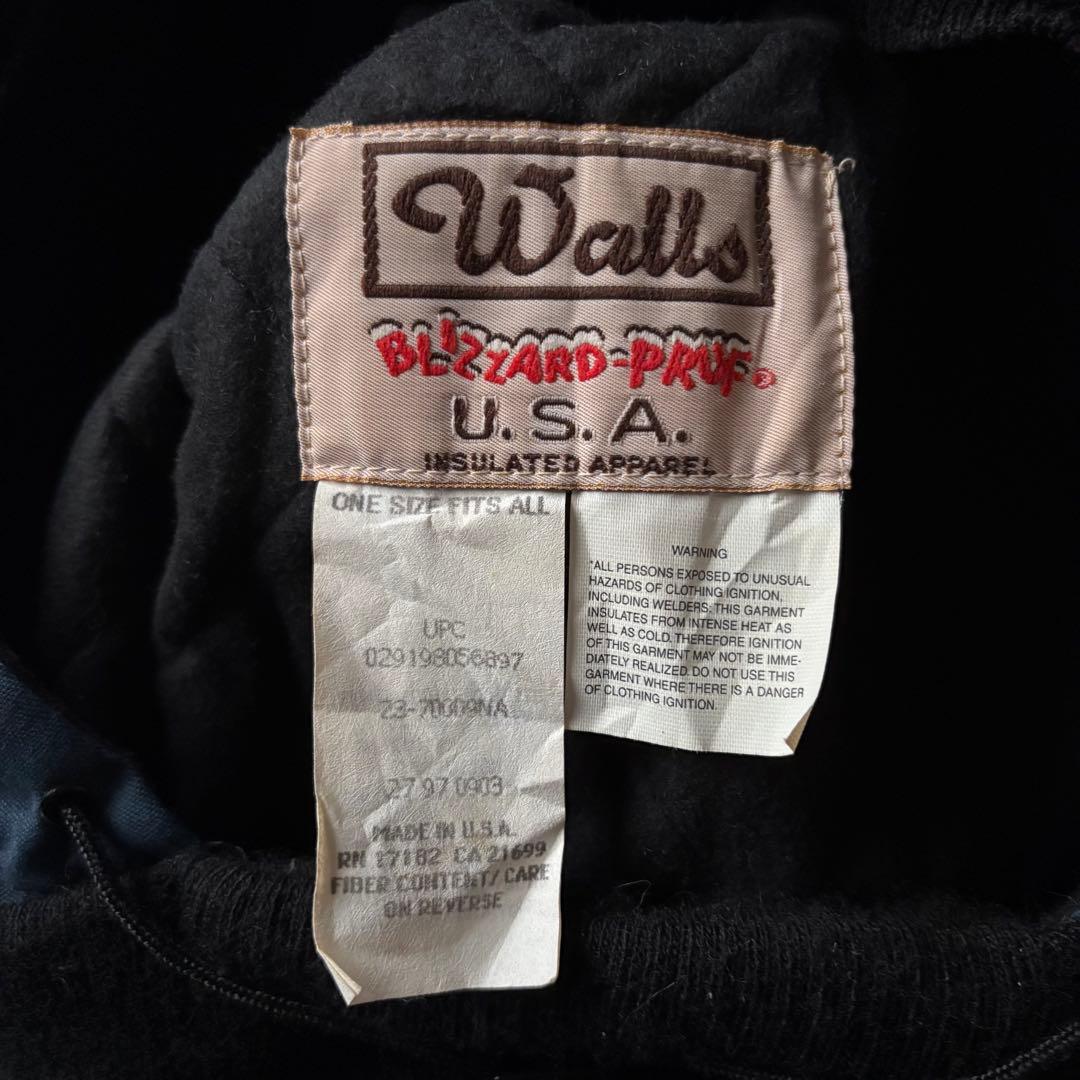 Walls
BLIZZARD-PRUF®
U.S.A.
INSULATED APPAREL
ONE SIZE FITS ALL
UPC
029198056897
23-70009NA
27 97 0903
MADE IN U.S.A.
RN 17182 CA 21699
FIBER CONTENT/CARE
ON REVERSE
WARNING
*ALL PERSONS EXPOSED TO UNUSUAL
HAZARDS OF CLOTHING IGNITION,
INCLUDING WELDERS: THIS GARMENT
INSULATES FROM INTENSE HEAT AS
WELL AS COLD. THEREFORE IGNITION
OF THIS GARMENT MAY NOT BE IMME-
DIATELY REALIZED. DO NOT USE THIS
GARMENT WHERE THERE IS A DANGER
OF CLOTHING IGNITION.